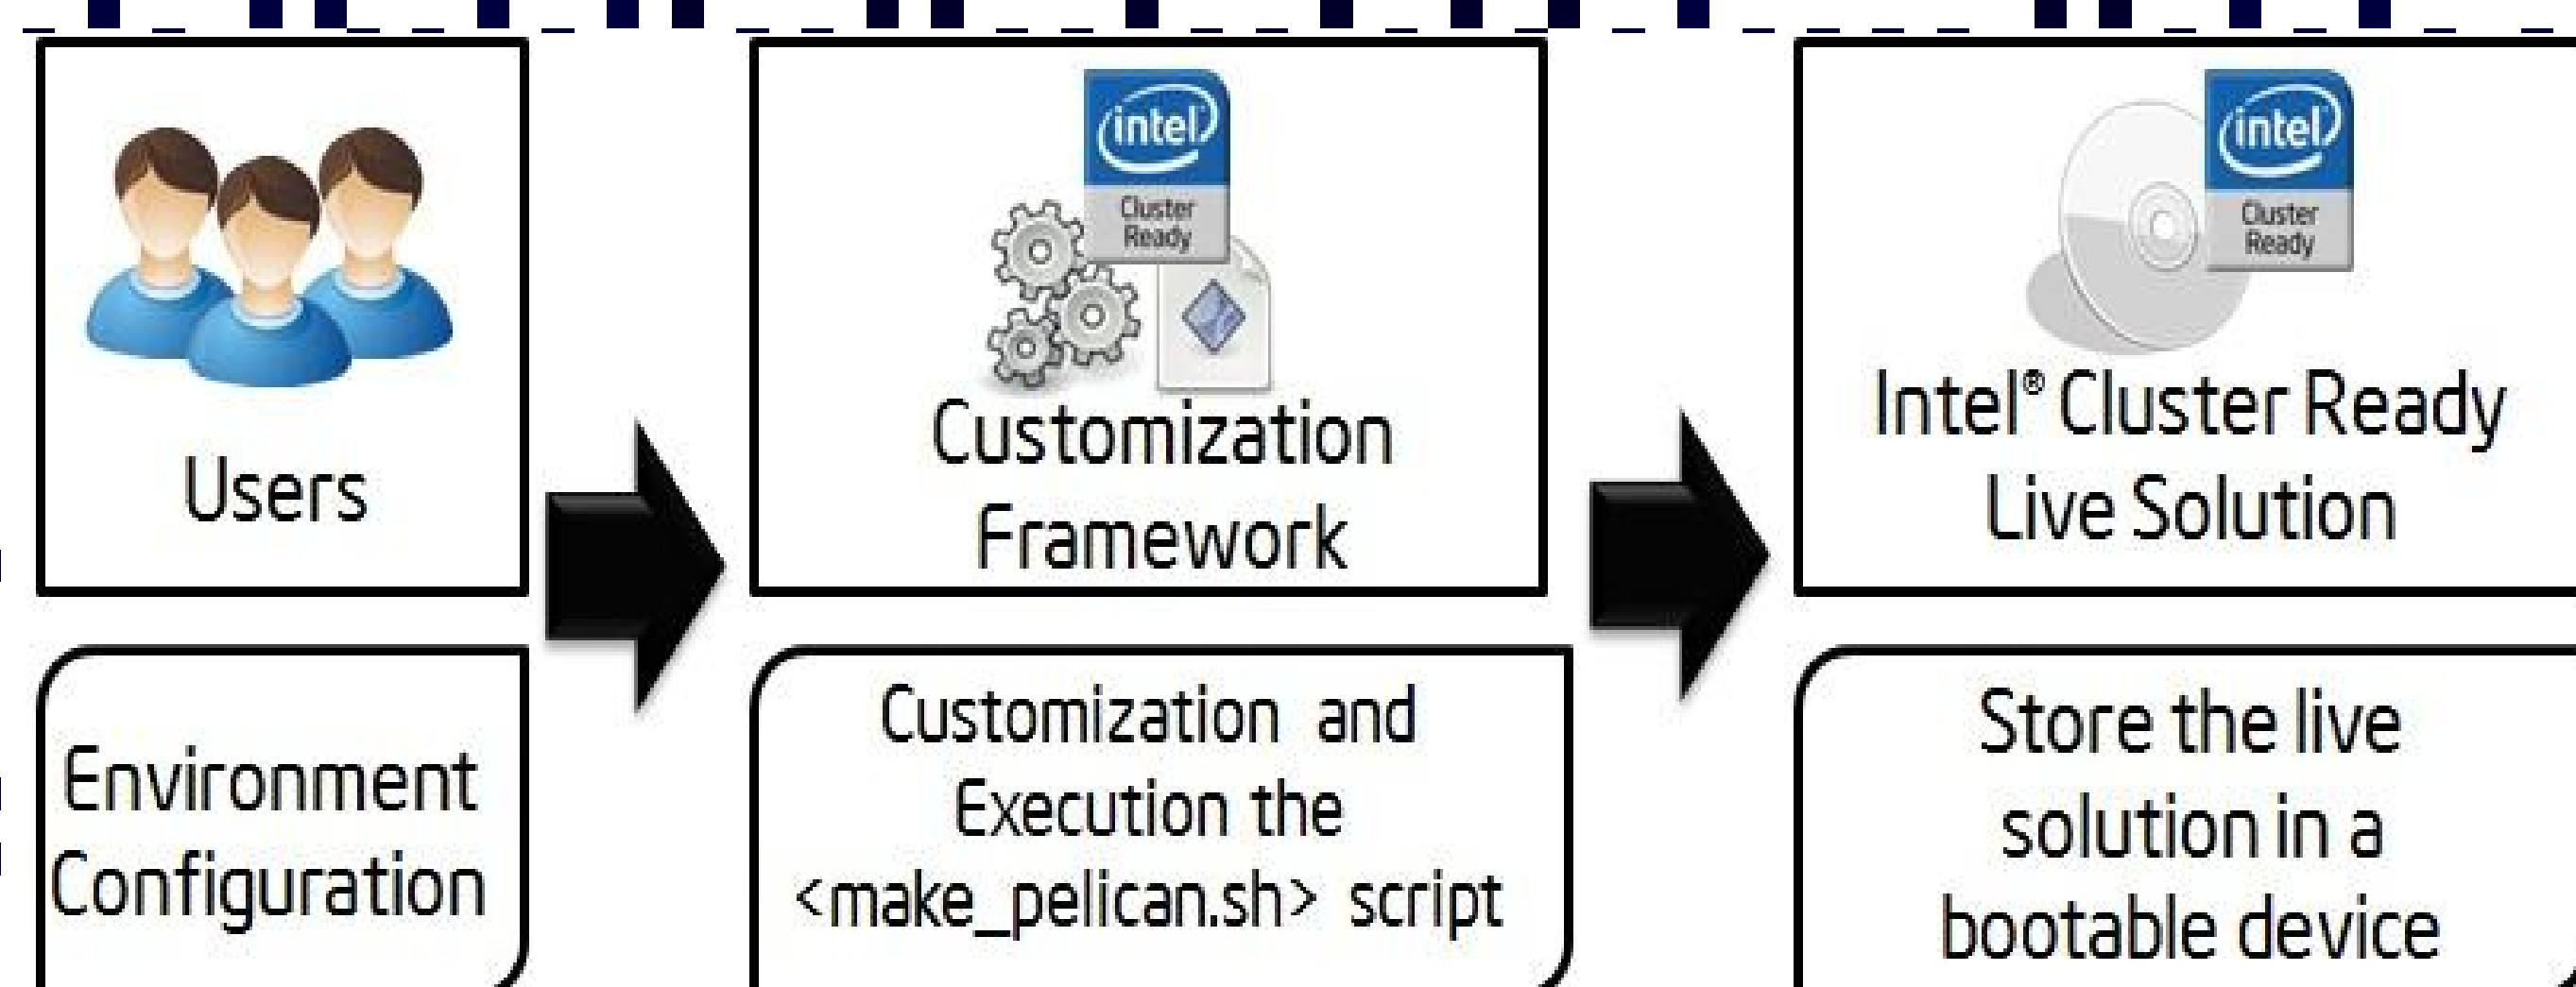 Users
Environment
Configuration
intel
Cluster
Ready
Customization
Framework
Customization and
Execution the
<make_pelican.sh> script
intel
Cluster
Ready
Intel® Cluster Ready
Live Solution
Store the live
solution in a
bootable device